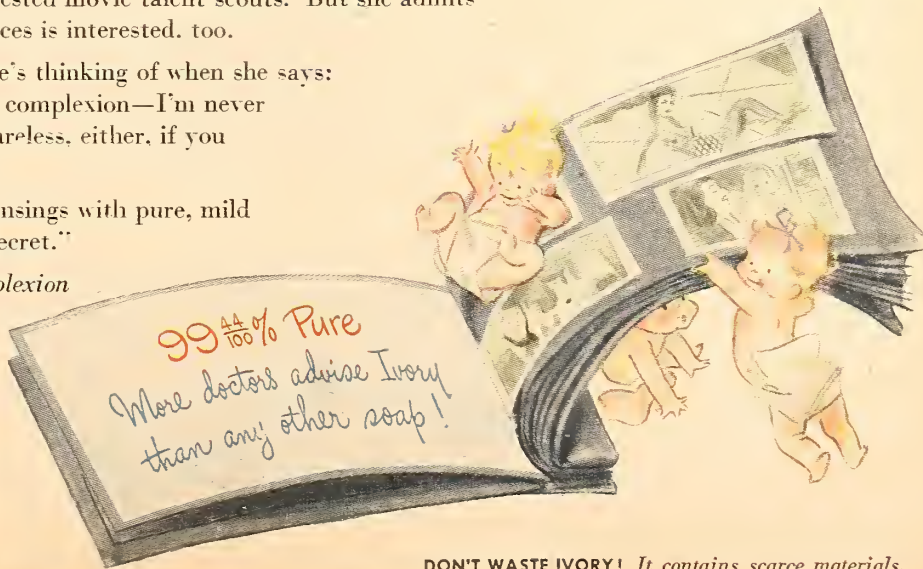 ested movie talent scouts. But she admits
ces is interested. too.
e's thinking of when she says:
complexion—I'm never
areless, either, if you
nsings with pure, mild
ecret."
plexion
99 44/100% Pure
More doctors advise Ivory
than any other soap!
DON'T WASTE IVORY! It contains scarce materials